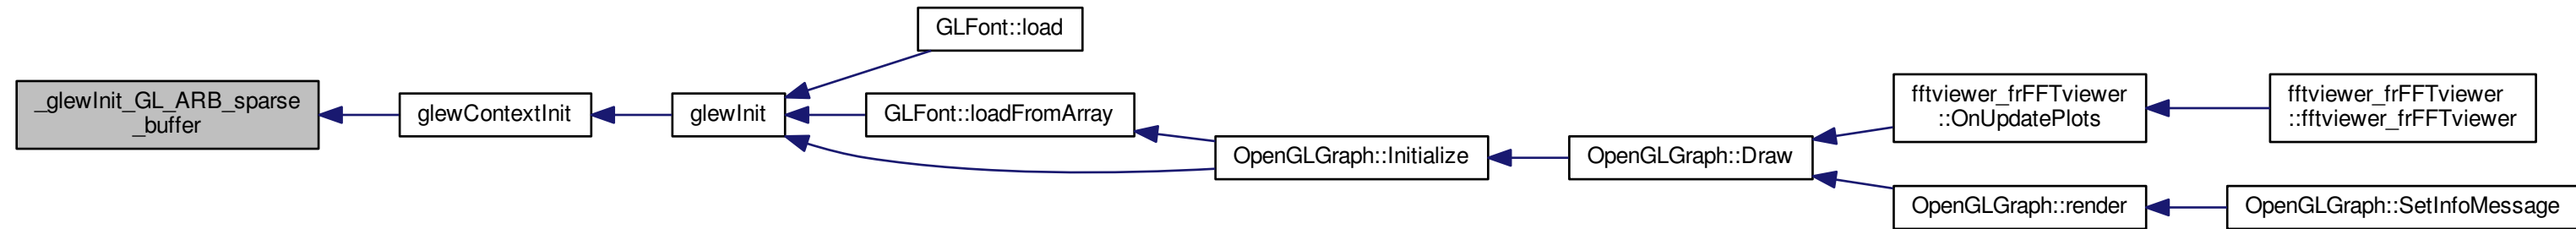 _glewInit_GL_ARB_sparse
_buffer
glewContextInit
glewInit
GLFont::load
GLFont::loadFromArray
OpenGLGraph::Initialize
OpenGLGraph::Draw
fftviewer_frFFTviewer
::OnUpdatePlots
fftviewer_frFFTviewer
::fftviewer_frFFTviewer
OpenGLGraph::render
OpenGLGraph::SetInfoMessage